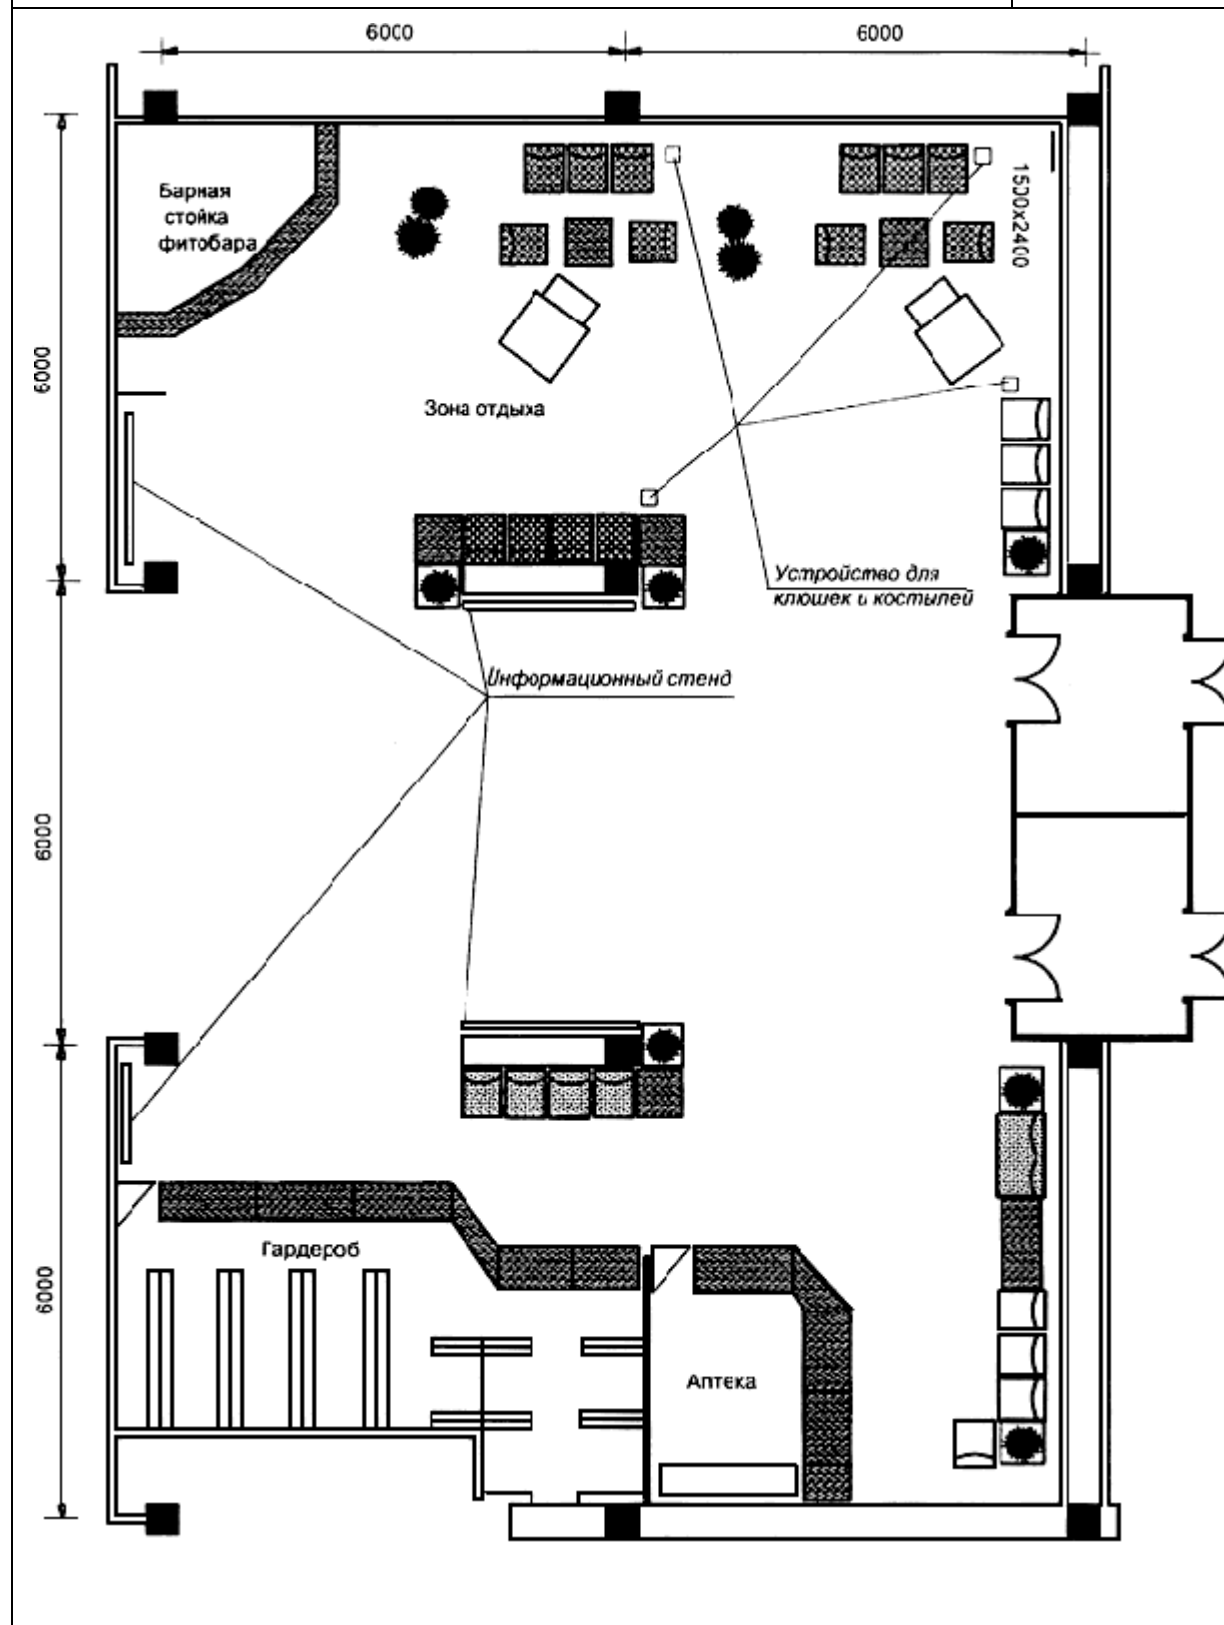 6000
6000
Барная
стойка
фитобара
1500х2400
6000
Зона отдыха
Устройство для
клюшек и костылей
Информационный стенд
6000
Гардероб
6000
Аптека